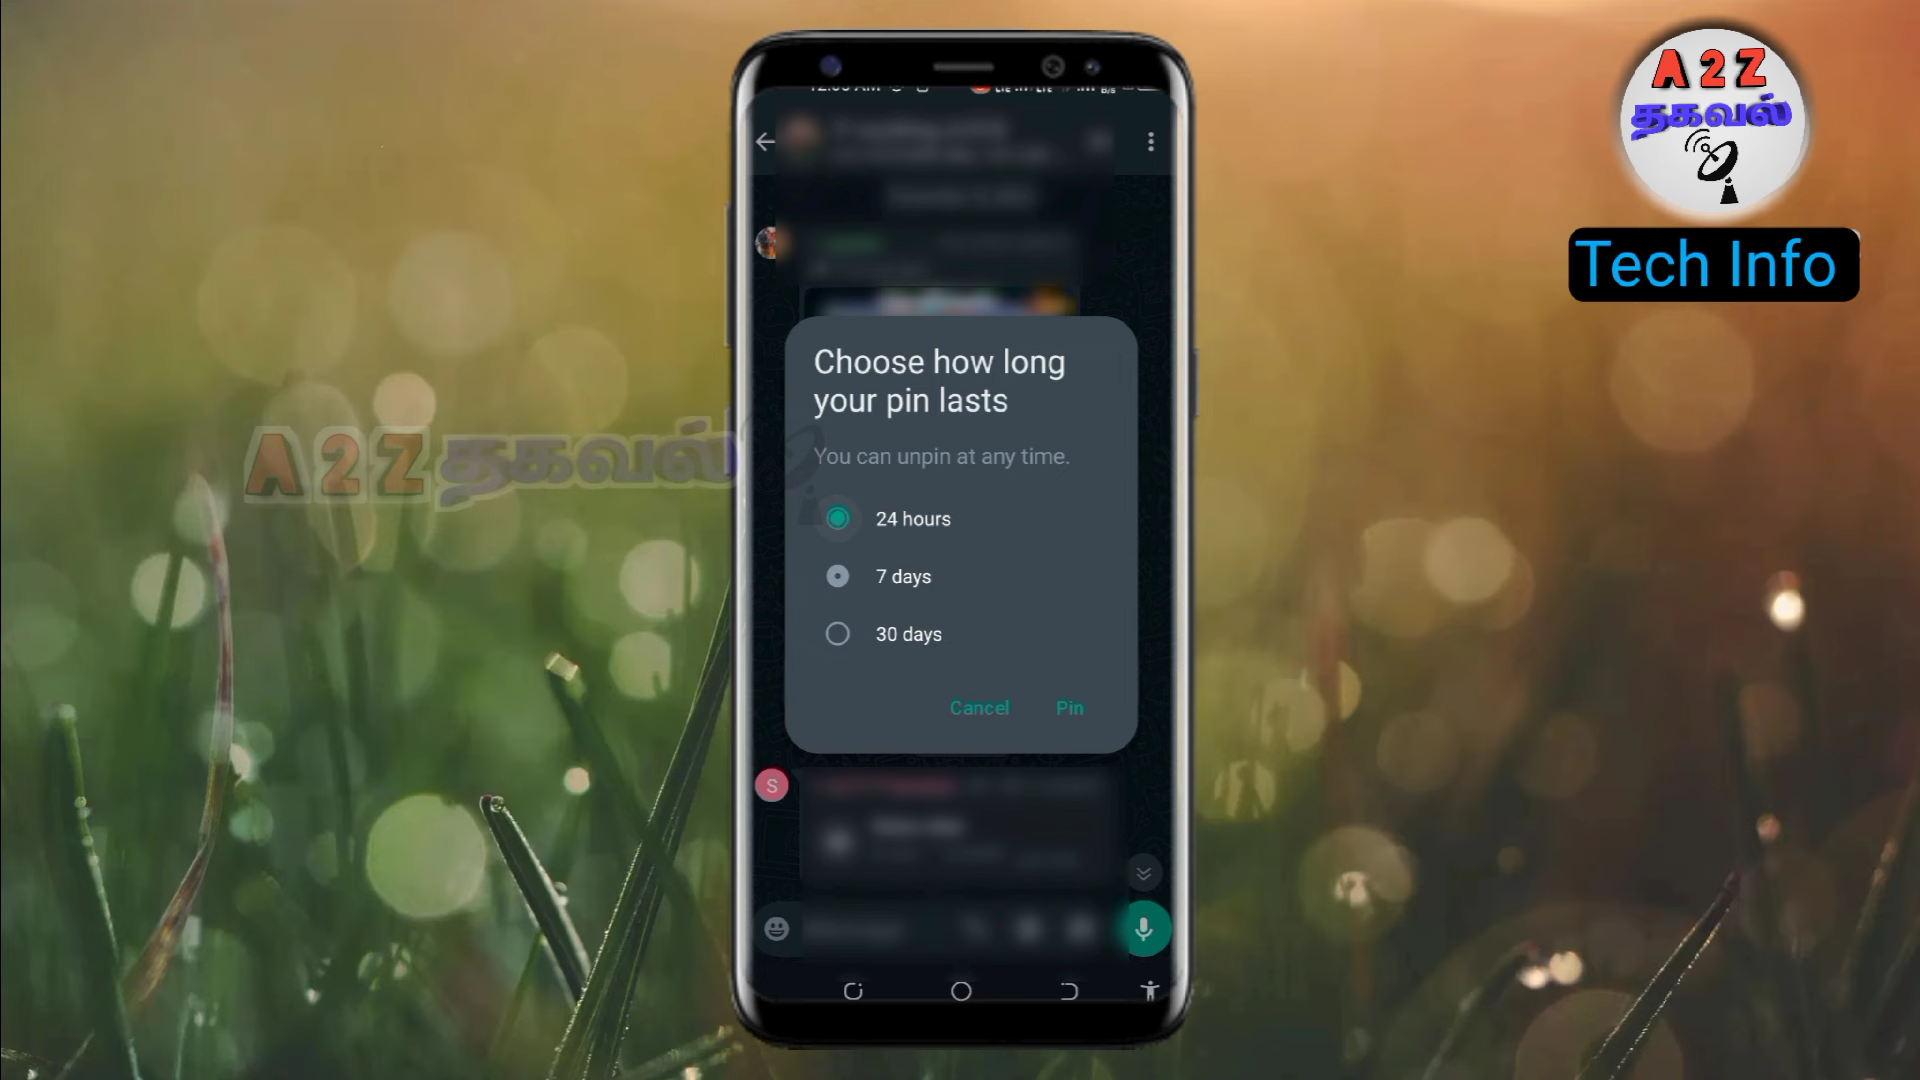 A2Z
தகவல்
Tech Info
Choose how long
your pin lasts
You can unpin at any time.
A2Z தகவல்
24 hours
7 days
30 days
Cancel
Pin
S